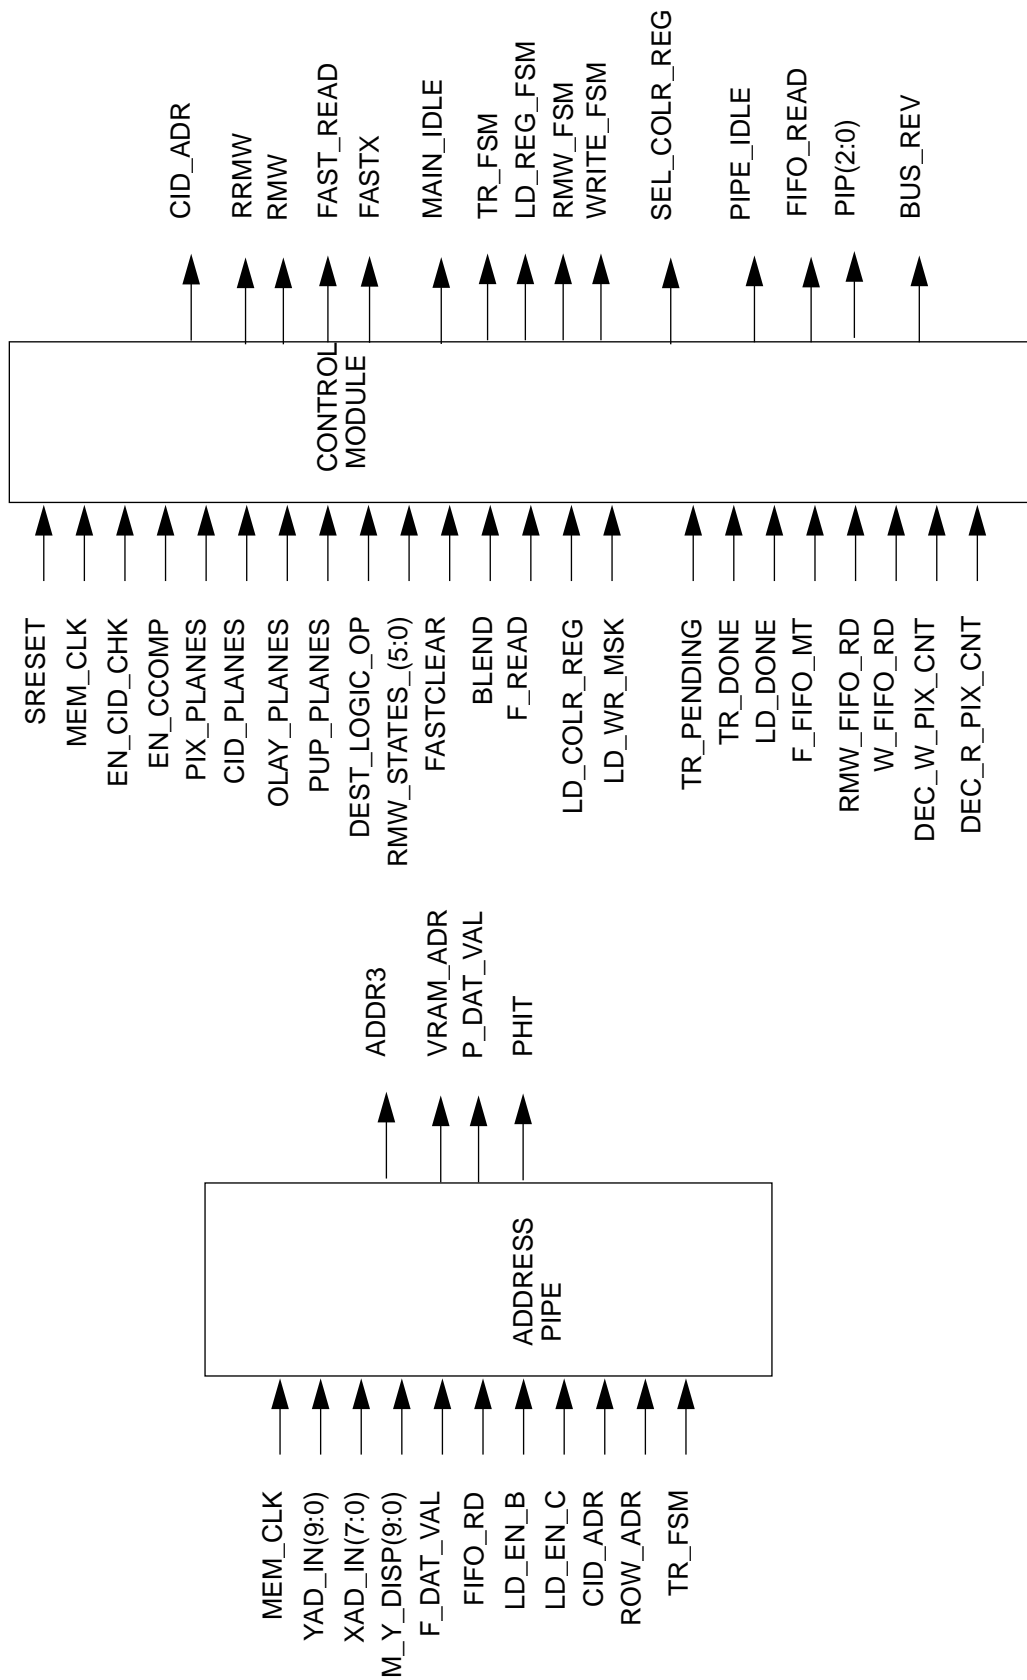 SRESET
MEM_CLK
EN_CID_CHK
EN_CCOMP
PIX_PLANES
CID_PLANES
OLAY_PLANES
PUP_PLANES
DEST_LOGIC_OP
RMW_STATES_(5:0)
FASTCLEAR
BLEND
F_READ
LD_COLR_REG
LD_WR_MSK
TR_PENDING
TR_DONE
LD_DONE
F_FIFO_MT
RMW_FIFO_RD
W_FIFO_RD
DEC_W_PIX_CNT
DEC_R_PIX_CNT
CONTROL
MODULE
CID_ADR
RRMW
RMW
FAST_READ
FASTX
MAIN_IDLE
TR_FSM
LD_REG_FSM
RMW_FSM
WRITE_FSM
SEL_COLR_REG
PIPE_IDLE
FIFO_READ
PIP(2:0)
BUS_REV
MEM_CLK
YAD_IN(9:0)
XAD_IN(7:0)
M_Y_DISP(9:0)
F_DAT_VAL
FIFO_RD
LD_EN_B
LD_EN_C
CID_ADR
ROW_ADR
TR_FSM
ADDRESS
PIPE
ADDR3
VRAM_ADR
P_DAT_VAL
PHIT